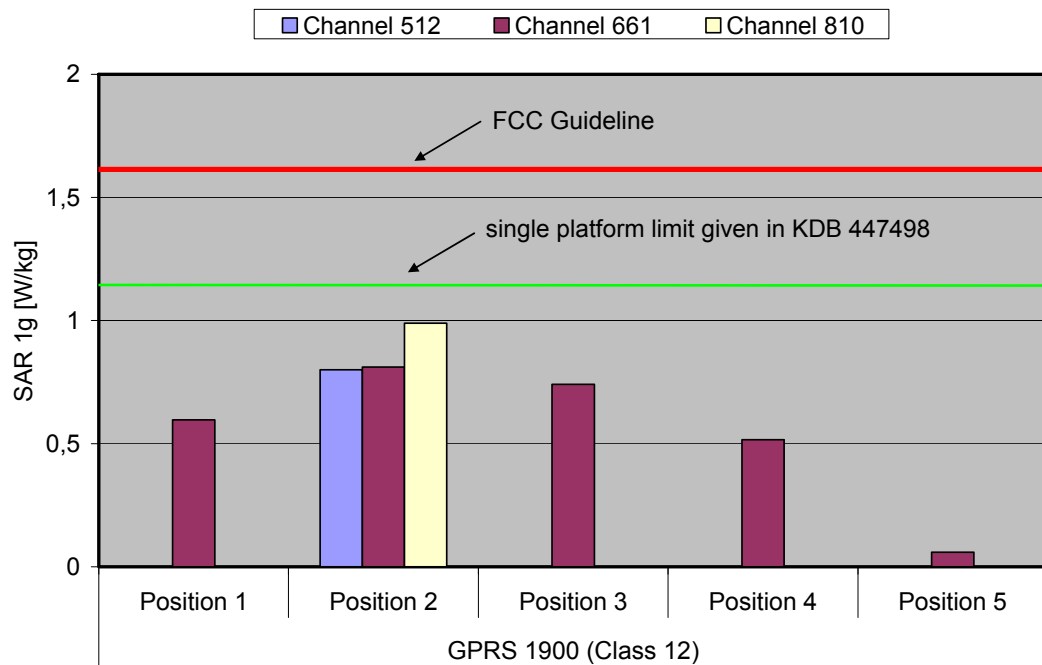 Channel 512 Channel 661 Channel 810
2
FCC Guideline
1,5
single platform limit given in KDB 447498
1
0,5
0
SAR 1g [W/kg]
Position 1 Position 2 Position 3 Position 4 Position 5
GPRS 1900 (Class 12)